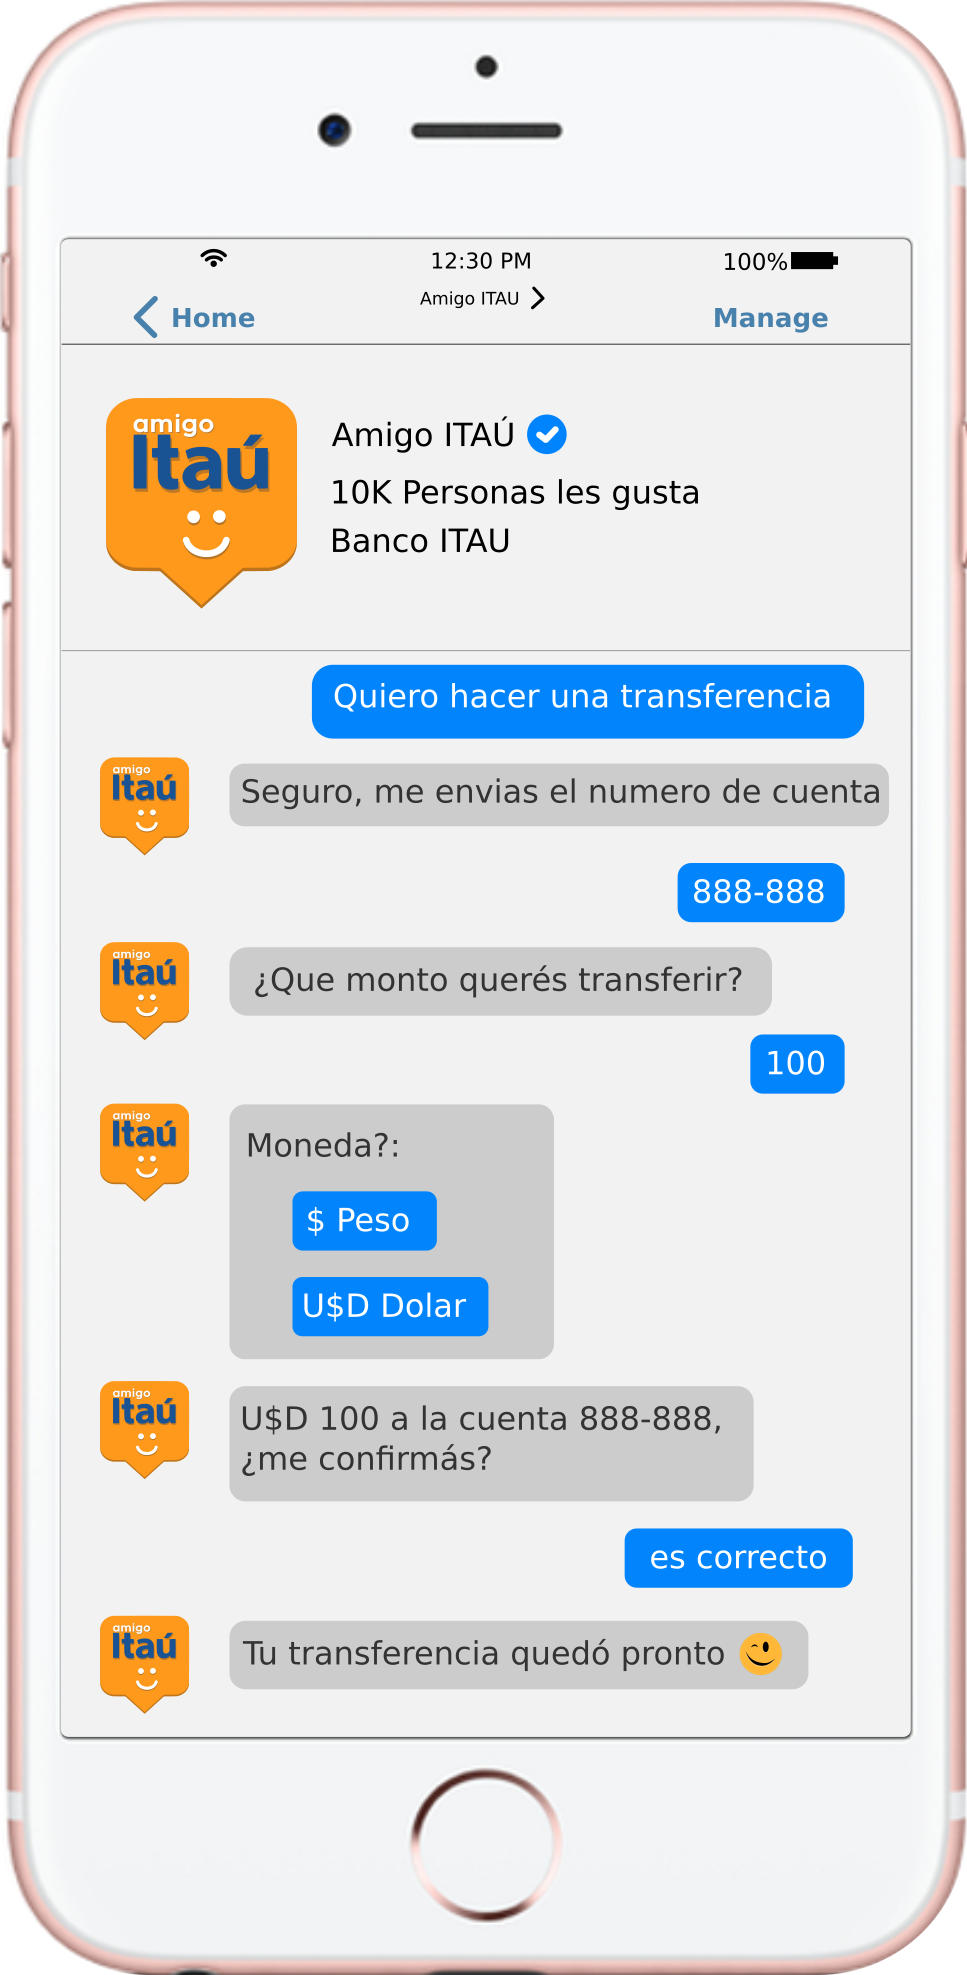 12:30 PM
100%
Amigo ITAU
Home
Manage
amigo
Itaú
Amigo ITAÚ
10K Personas les gusta
Banco ITAU
Quiero hacer una transferencia
amigo
Itaú
Seguro, me envias el numero de cuenta
888-888
amigo
Itaú
¿Que monto querés transferir?
100
amigo
Itaú
Moneda?:
$ Peso
U$D Dolar
amigo
Itaú
U$D 100 a la cuenta 888-888,
¿me confirmás?
es correcto
amigo
Itaú
Tu transferencia quedó pronto